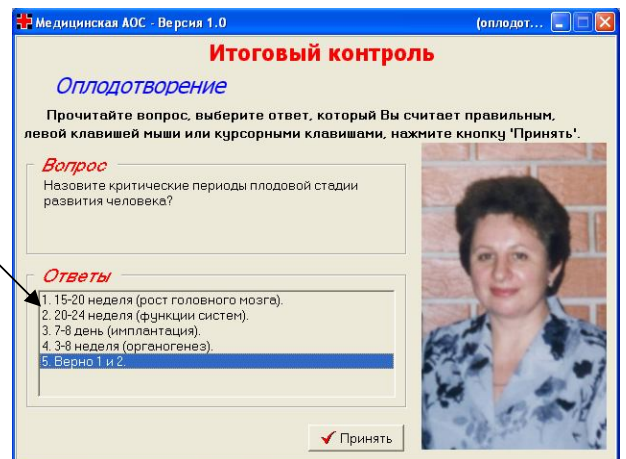 Медицинская АОС - Версия 1.0 (оплодот...
Итоговый контроль
Оплодотворение
Прочитайте вопрос, выберите ответ, который Вы считает правильным,
левой клавишей мыши или курсорными клавишами, нажмите кнопку 'Принять'.
Вопрос
Назовите критические периоды плодовой стадии
развития человека?
Ответы
1. 15-20 неделя (рост головного мозга).
2. 20-24 неделя (функции систем).
3. 7-8 день (имплантация).
4. 3-8 неделя (органогенез).
5. Верно 1 и 2.
Принять